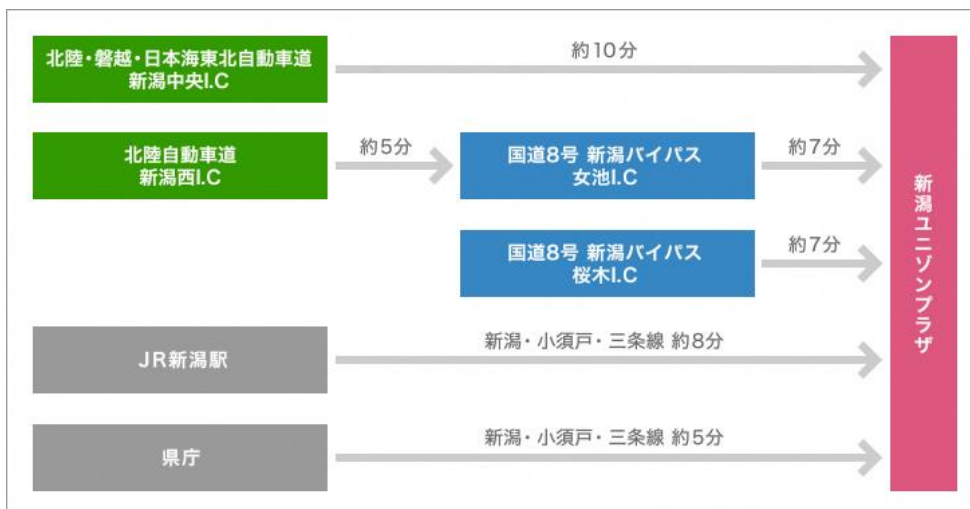 北陸・磐越・日本海東北自動車道
新潟中央I.C
約10分
北陸自動車道
新潟西I.C
約5分
国道8号 新潟バイパス
女池I.C
約7分
国道8号 新潟バイパス
桜木I.C
約7分
JR新潟駅
新潟・小須戸・三条線 約8分
県庁
新潟・小須戸・三条線 約5分
新潟ユニゾンプラザ